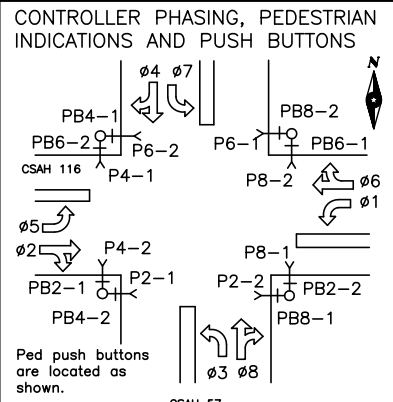 CONTROLLER PHASING, PEDESTRIAN
INDICATIONS AND PUSH BUTTONS
N
ø4 ø7
PB4-1
PB8-2
PB6-2
P6-2
P6-1
PB6-1
P4-1
P8-2
CSAH 116
ø6
ø1
ø5
ø2
P4-2
P8-1
PB2-1
P2-1
P2-2
PB2-2
PB4-2
PB8-1
Ped push buttons
are located as
shown.
ø3 ø8